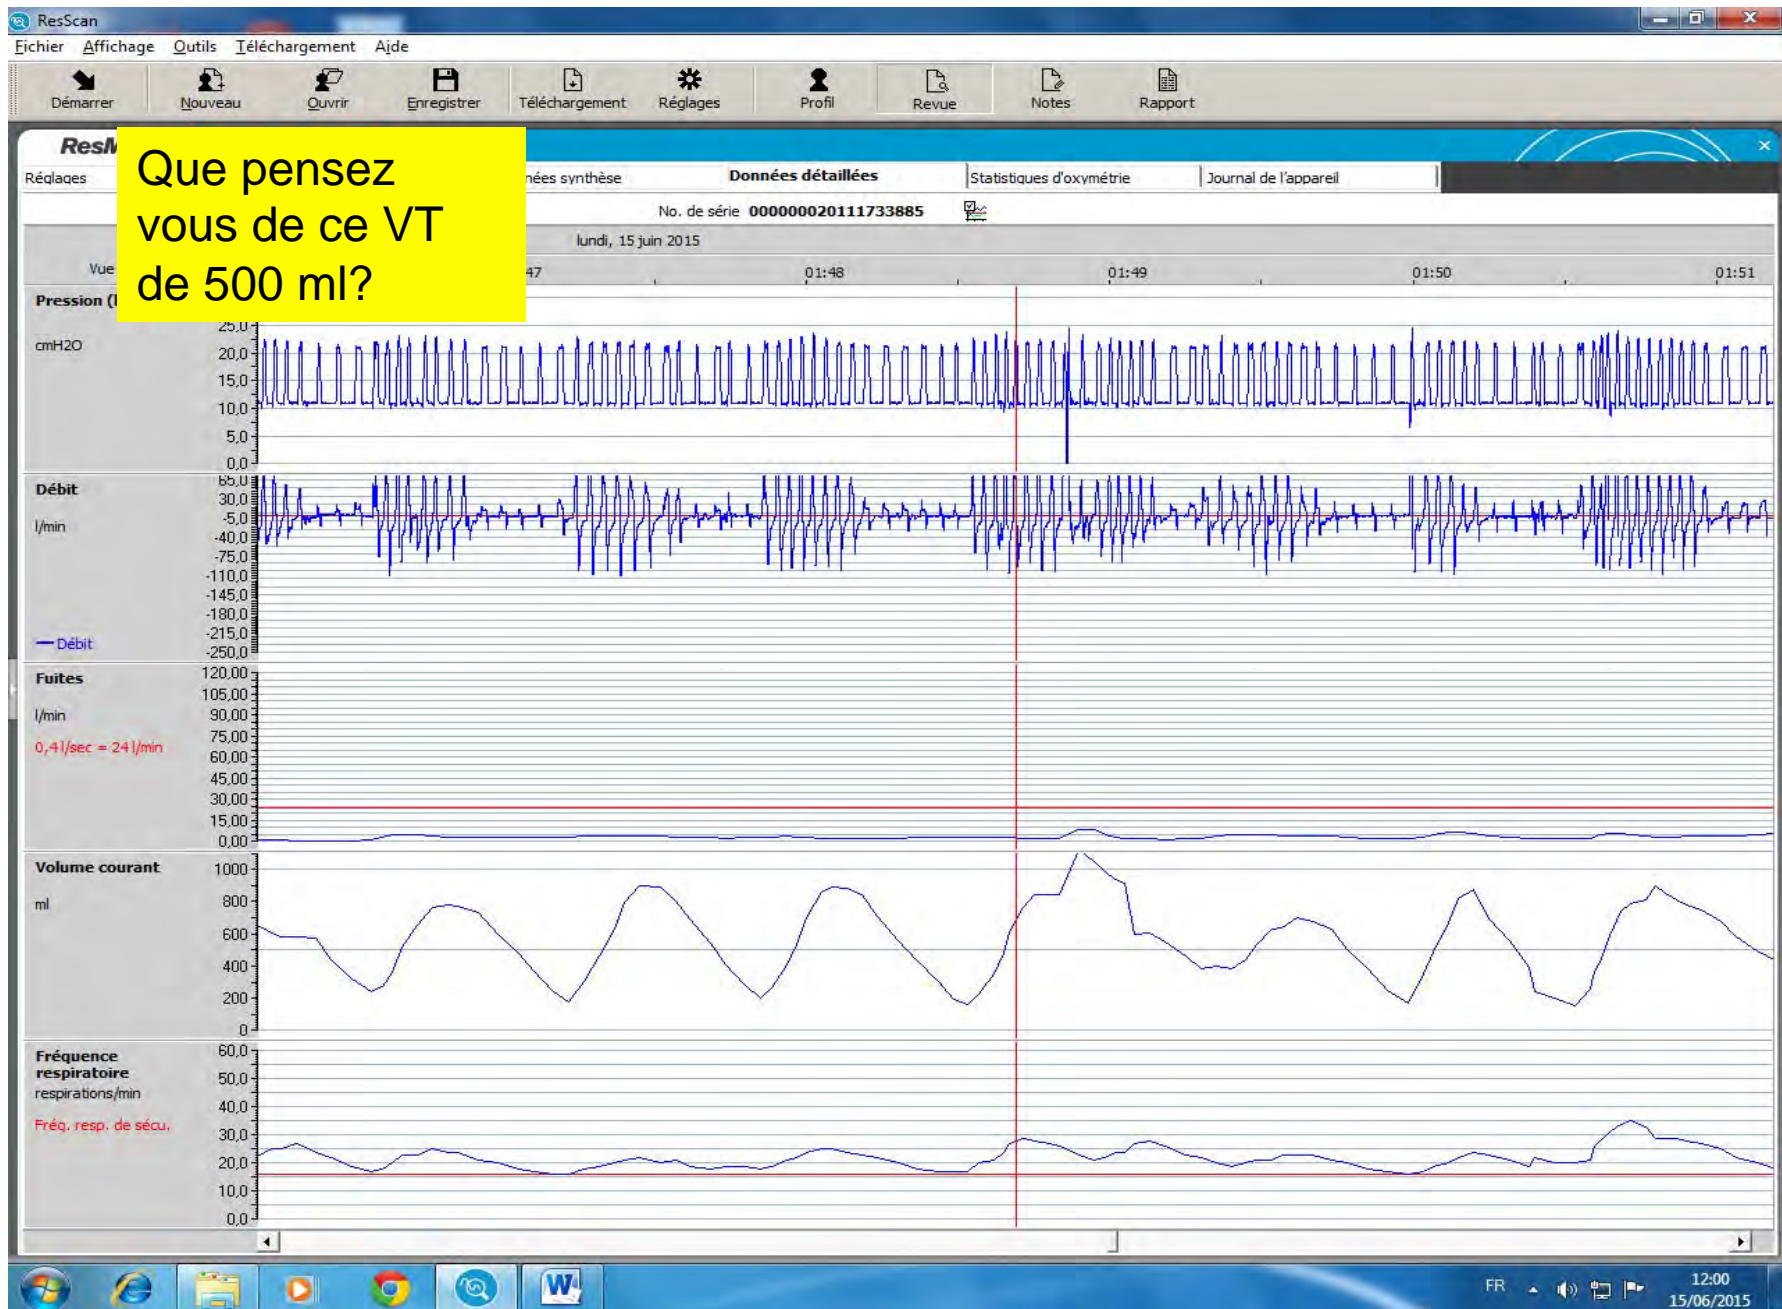 ResScan
Fichier Affichage Outils Téléchargement Aide
Démarrer Nouveau Ouvrir Enregistrer Téléchargement Réglages Profil Revue Notes Rapport
Que pensez
vous de ce VT
de 500 ml?
Réglages synthèse Données détaillées Statistiques d'oxymétrie Journal de l'appareil
No. de série 000000020111733885
lundi, 15 juin 2015
Vue 47 01:48 01:49 01:50 01:51
Pression
cmH2O
25,0
20,0
15,0
10,0
5,0
0,0
Débit
l/min
65,0
30,0
-5,0
-40,0
-75,0
-110,0
-145,0
-180,0
-215,0
-250,0
Débit
Fuites
l/min
0,4 l/sec = 24 l/min
120,00
105,00
90,00
75,00
60,00
45,00
30,00
15,00
0,00
Volume courant
ml
1000
800
600
400
200
0
Fréquence
respiratoire
respirations/min
Fréq. resp. de sécu.
60,0
50,0
40,0
30,0
20,0
10,0
0,0
FR
12:00
15/06/2015